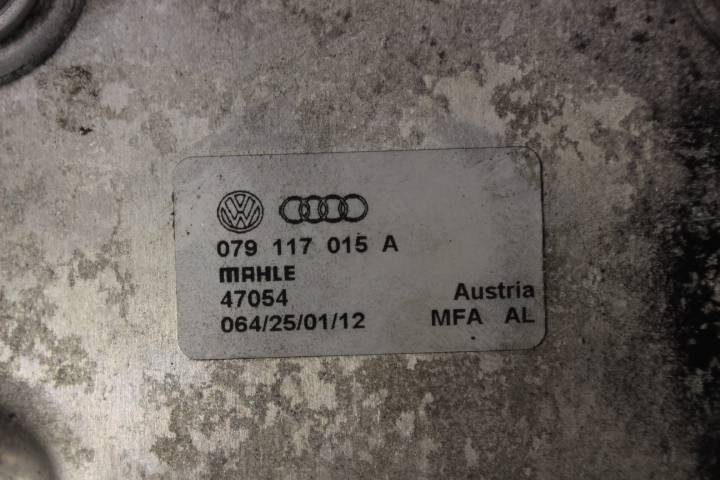 079 117 015 A
MAHLE
47054 Austria
064/25/01/12 MFA AL